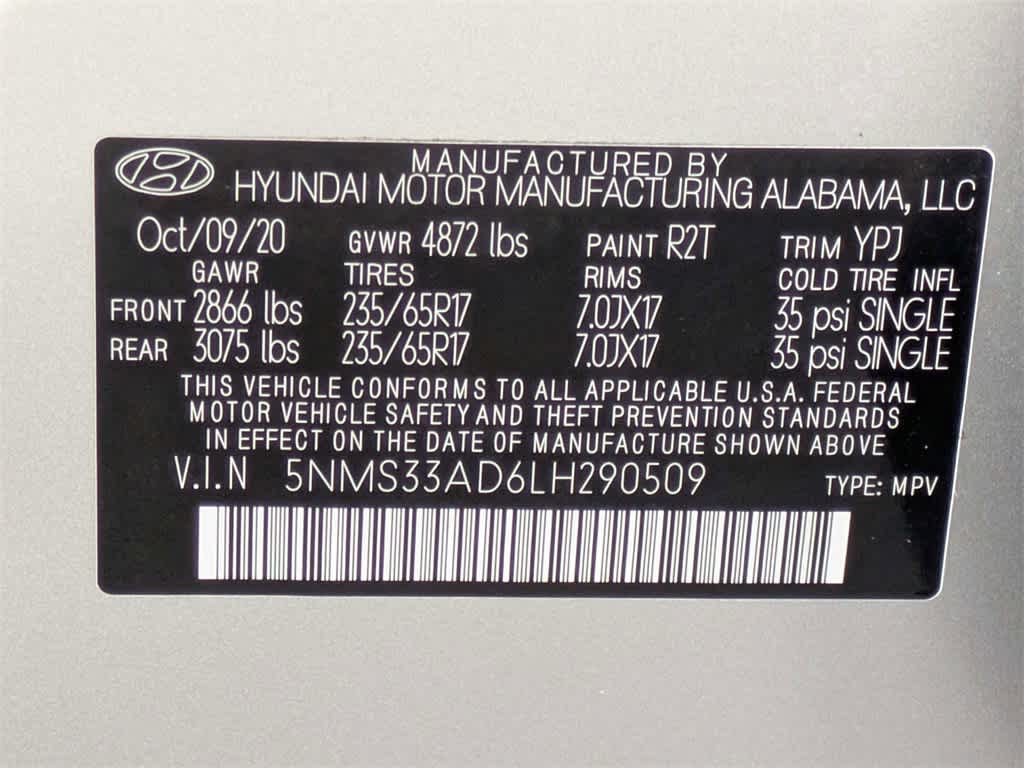 MANUFACTURED BY
HYUNDAI MOTOR MANUFACTURING ALABAMA, LLC
Oct/09/20 GVWR 4872 lbs PAINT R2T TRIM YPJ
GAWR TIRES RIMS COLD TIRE INFL
FRONT 2866 lbs 235/65R17 7.0JX17 35 psi SINGLE
REAR 3075 lbs 235/65R17 7.0JX17 35 psi SINGLE
THIS VEHICLE CONFORMS TO ALL APPLICABLE U.S.A. FEDERAL
MOTOR VEHICLE SAFETY AND THEFT PREVENTION STANDARDS
IN EFFECT ON THE DATE OF MANUFACTURE SHOWN ABOVE
V.I.N 5NMS33AD6LH290509 TYPE: MPV